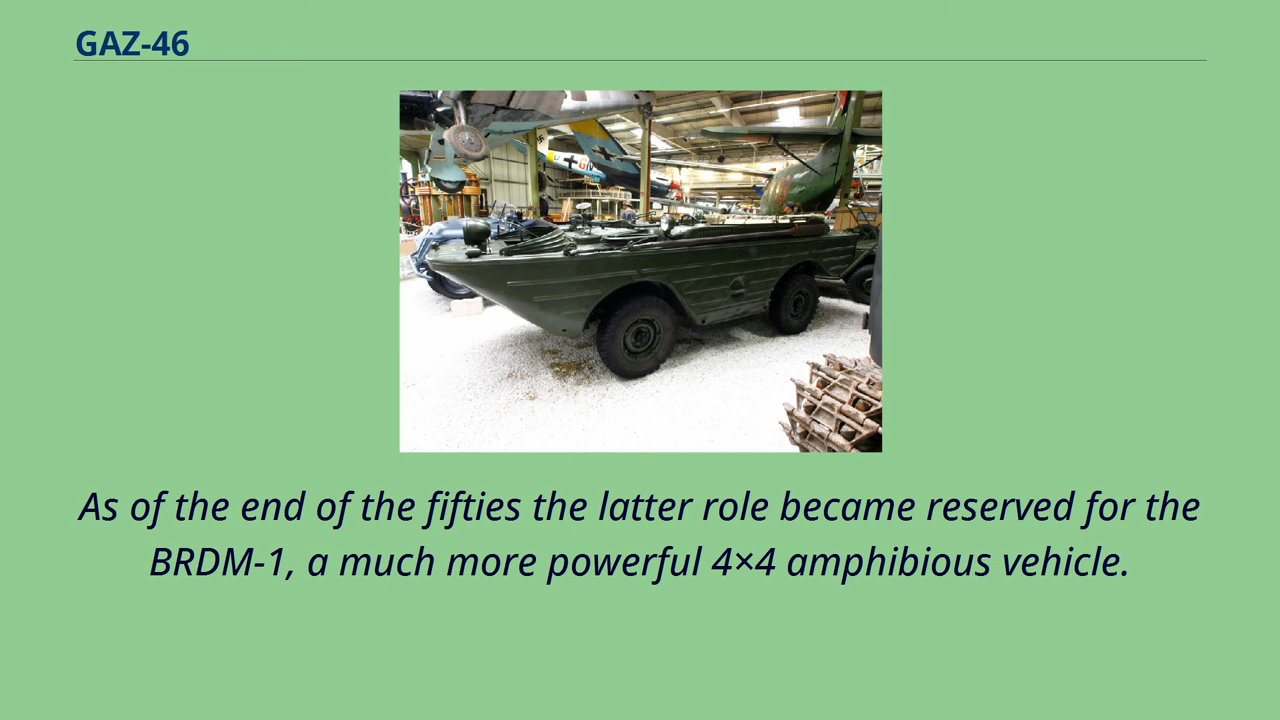 GAZ-46
As of the end of the fifties the latter role became reserved for the
BRDM-1, a much more powerful 4×4 amphibious vehicle.